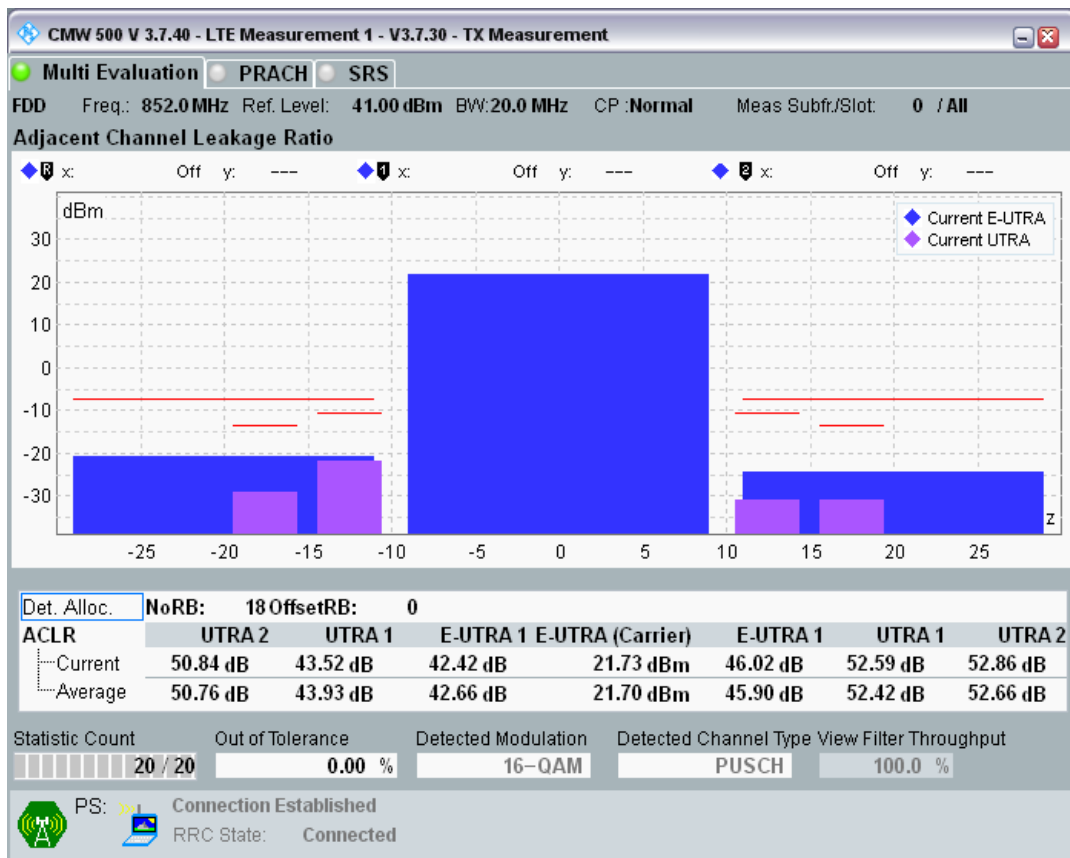 CMW 500 V 3.7.40 - LTE Measurement 1 - V3.7.30 - TX Measurement
Multi Evaluation PRACH SRS
FDD Freq.: 852.0 MHz Ref. Level: 41.00 dBm BW:20.0 MHz CP :Normal Meas Subfr./Slot: 0 / All
Adjacent Channel Leakage Ratio
R x: Off y: --- 1 x: Off y: --- 2 x: Off y: ---
dBm
Current E-UTRA
Current UTRA
30
20
10
0
-10
-20
-30
z
-25 -20 -15 -10 -5 0 5 10 15 20 25
Det. Alloc. NoRB: 18 OffsetRB: 0
ACLR UTRA 2 UTRA 1 E-UTRA 1 E-UTRA (Carrier) E-UTRA 1 UTRA 1 UTRA 2
Current 50.84 dB 43.52 dB 42.42 dB 21.73 dBm 46.02 dB 52.59 dB 52.86 dB
Average 50.76 dB 43.93 dB 42.66 dB 21.70 dBm 45.90 dB 52.42 dB 52.66 dB
Statistic Count Out of Tolerance Detected Modulation Detected Channel Type View Filter Throughput
20 / 20 0.00 % 16-QAM PUSCH 100.0 %
PS: Connection Established
RRC State: Connected